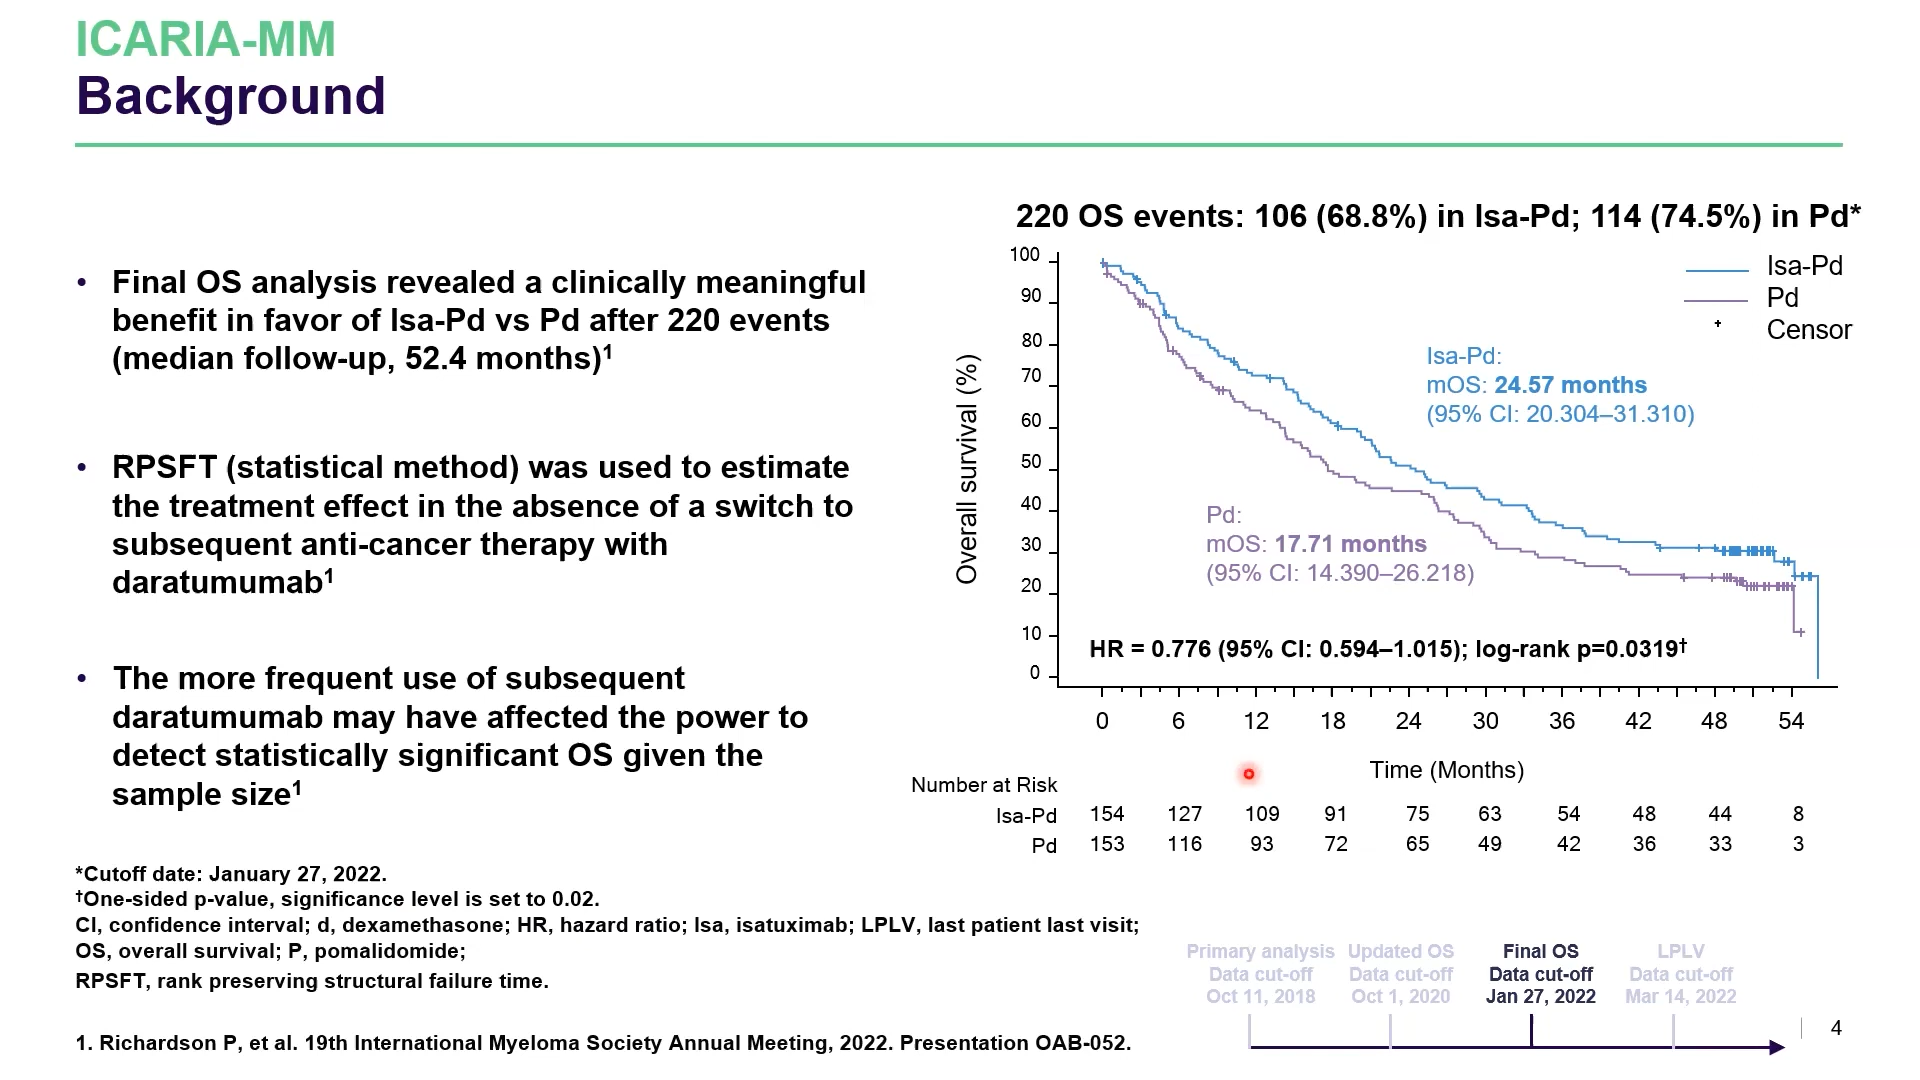 ICARIA-MM
Background
• Final OS analysis revealed a clinically meaningful
benefit in favor of Isa-Pd vs Pd after 220 events
(median follow-up, 52.4 months)¹
• RPSFT (statistical method) was used to estimate
the treatment effect in the absence of a switch to
subsequent anti-cancer therapy with
daratumumab¹
• The more frequent use of subsequent
daratumumab may have affected the power to
detect statistically significant OS given the
sample size¹
220 OS events: 106 (68.8%) in Isa-Pd; 114 (74.5%) in Pd*
Overall survival (%)
100
90
80
70
60
50
40
30
20
10
0
Isa-Pd
Pd
Censor
Isa-Pd:
mOS: 24.57 months
(95% CI: 20.304–31.310)
Pd:
mOS: 17.71 months
(95% CI: 14.390–26.218)
HR = 0.776 (95% CI: 0.594–1.015); log-rank p=0.0319†
0 6 12 18 24 30 36 42 48 54
Time (Months)
Number at Risk
Isa-Pd 154 127 109 91 75 63 54 48 44 8
Pd 153 116 93 72 65 49 42 36 33 3
*Cutoff date: January 27, 2022.
†One-sided p-value, significance level is set to 0.02.
CI, confidence interval; d, dexamethasone; HR, hazard ratio; Isa, isatuximab; LPLV, last patient last visit;
OS, overall survival; P, pomalidomide;
RPSFT, rank preserving structural failure time.
1. Richardson P, et al. 19th International Myeloma Society Annual Meeting, 2022. Presentation OAB-052.
Primary analysis
Data cut-off
Oct 11, 2018
Updated OS
Data cut-off
Oct 1, 2020
Final OS
Data cut-off
Jan 27, 2022
LPLV
Data cut-off
Mar 14, 2022
4